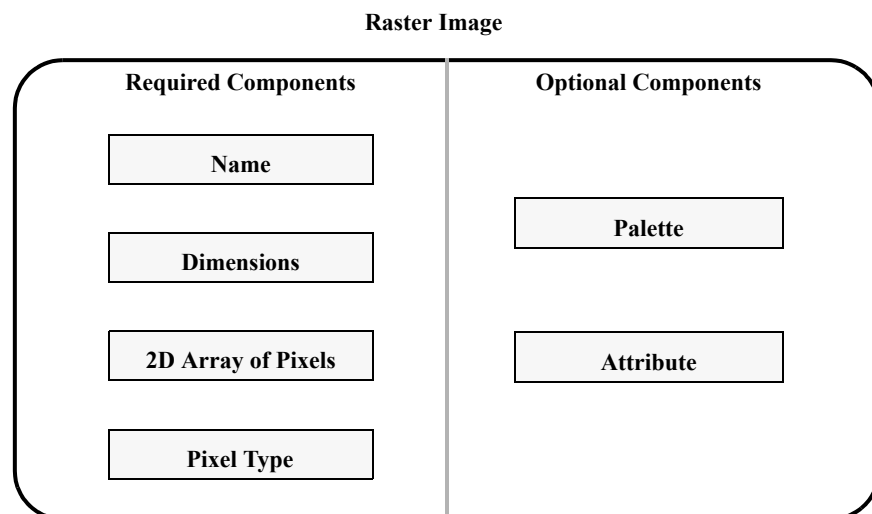 Raster Image
Required Components
Name
Dimensions
2D Array of Pixels
Pixel Type
Optional Components
Palette
Attribute